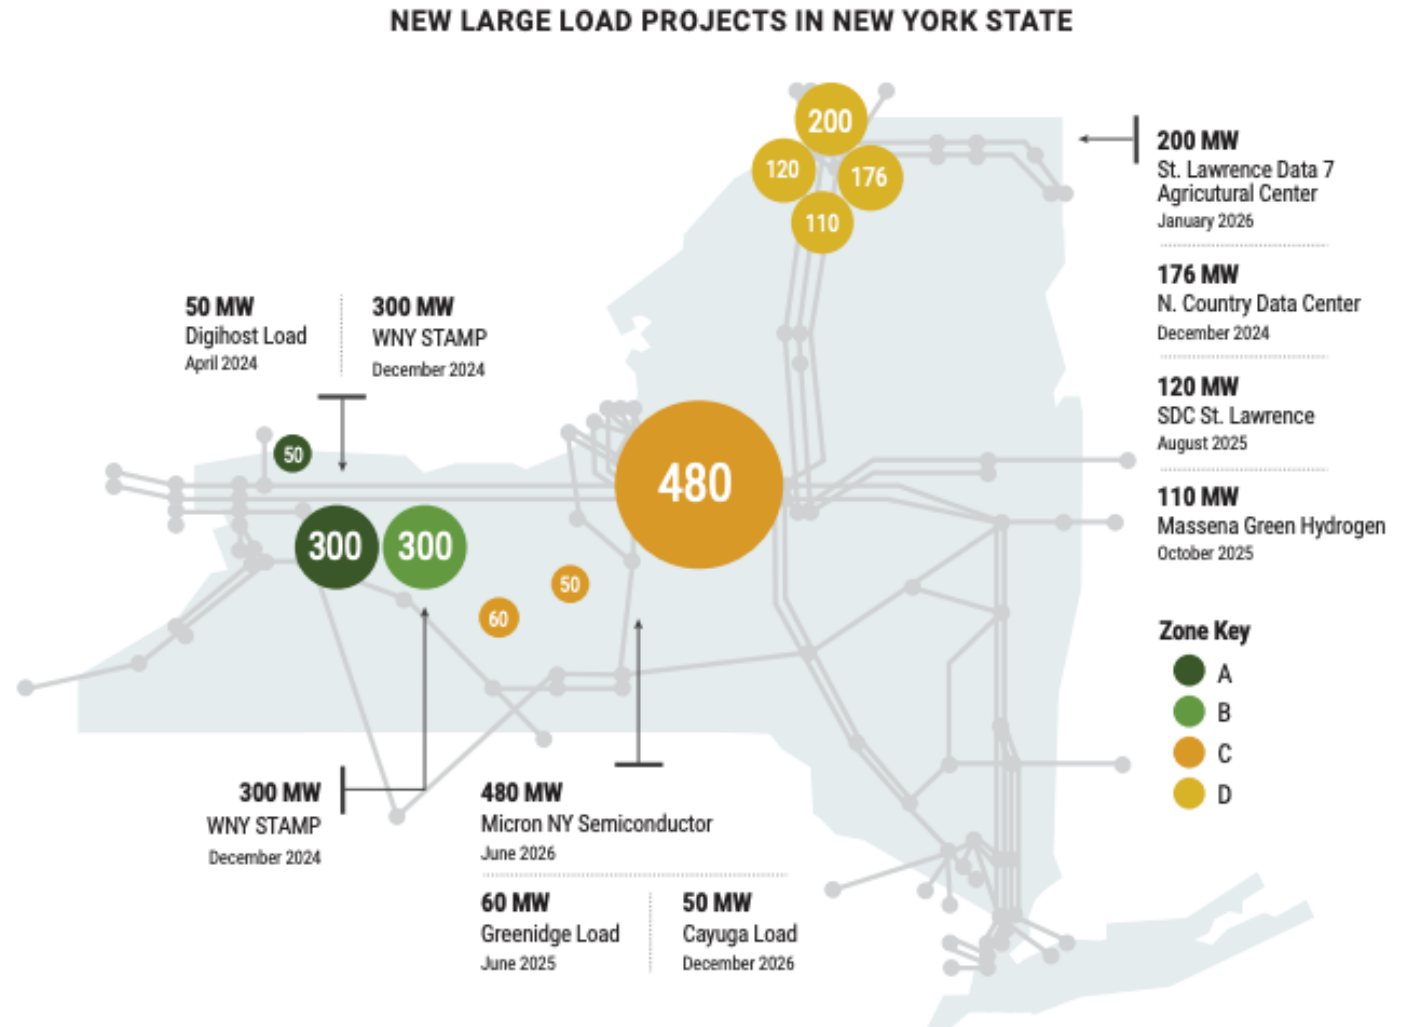 NEW LARGE LOAD PROJECTS IN NEW YORK STATE
200
120
176
110
200 MW
St. Lawrence Data 7
Agricutural Center
January 2026
176 MW
N. Country Data Center
December 2024
120 MW
SDC St. Lawrence
August 2025
110 MW
Massena Green Hydrogen
October 2025
50 MW
Digihost Load
April 2024
300 MW
WNY STAMP
December 2024
50
480
300
300
50
60
300 MW
WNY STAMP
December 2024
480 MW
Micron NY Semiconductor
June 2026
60 MW
Greenidge Load
June 2025
50 MW
Cayuga Load
December 2026
Zone Key
A
B
C
D